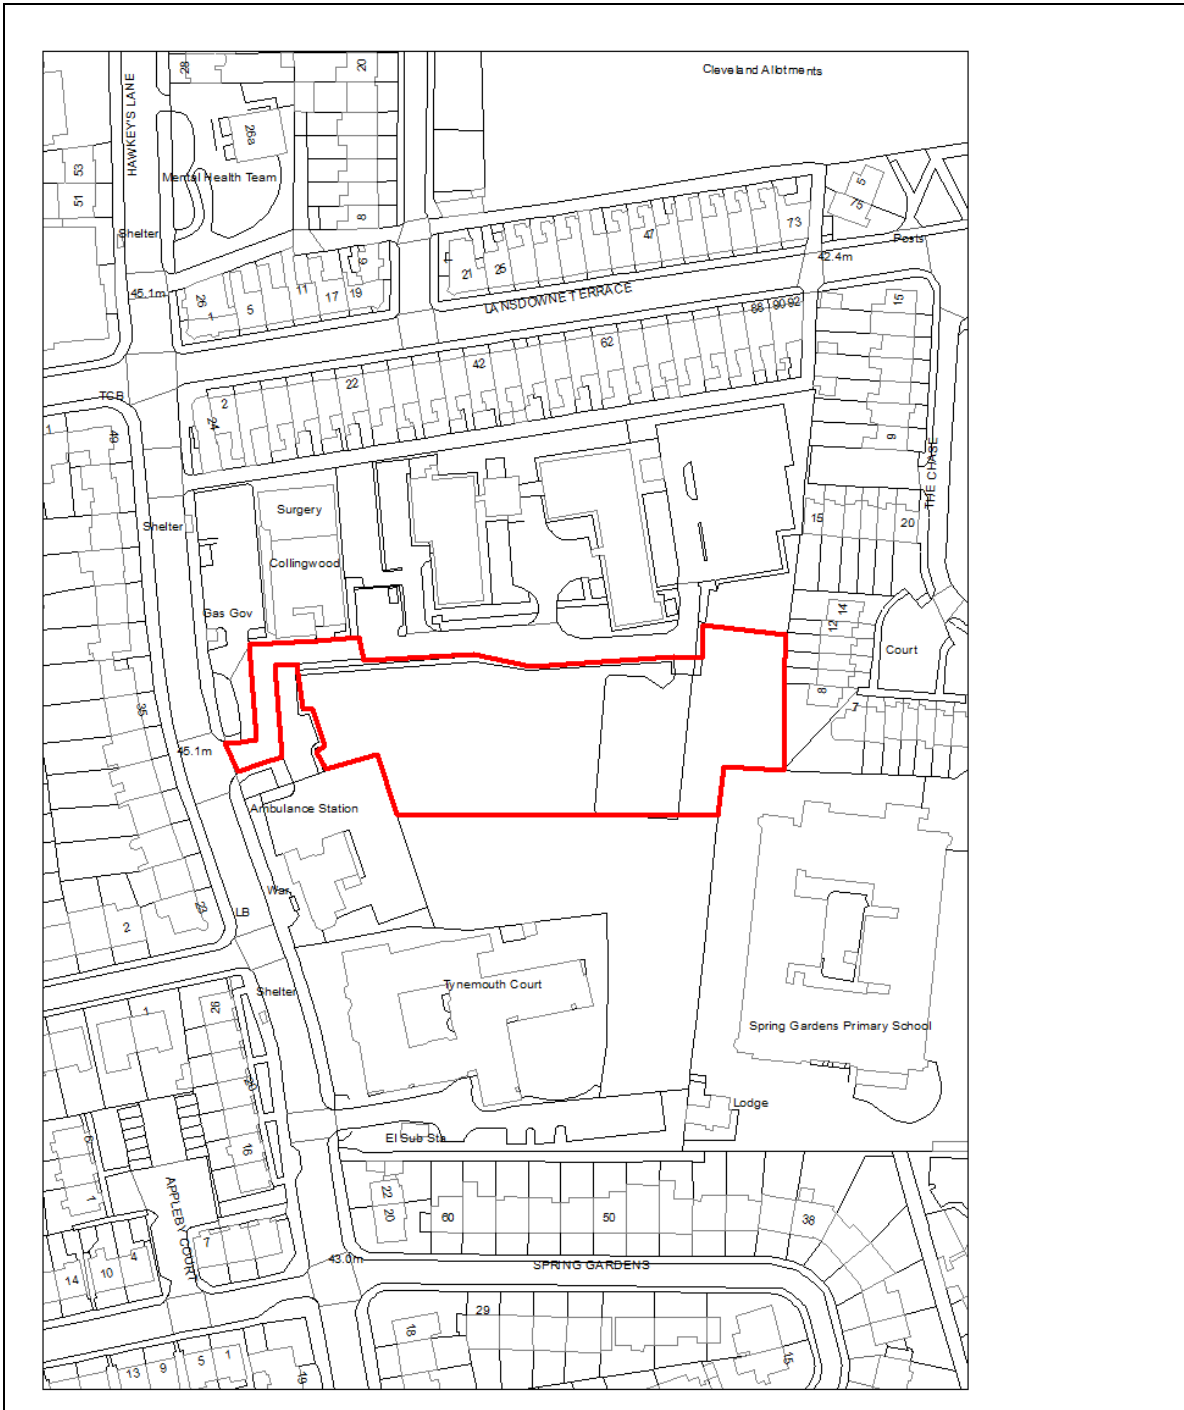 Cleveland Allotments
28
20
HAWKEY'S LANE
26a
53
Mental Health Team
51
8
5
75
Shelter
47
73
Posts
42.4m
9
21
25
45.1m
26
11
17
19
1
5
LANSDOWNE TERRACE
15
88
90
92
62
42
22
TCB
2
24
1
49
9
THE CHASE
Surgery
Shelter
15
20
Collingwood
Gas Gov
14
12
Court
8
35
7
45.1m
Ambulance Station
War
23
LB
2
Tynemouth Court
Shelter
26
1
Spring Gardens Primary School
20
Lodge
El Sub Sta
6
16
1
22
20
60
50
38
APPLEBY COURT
7
4
10
14
43.0m
SPRING GARDENS
29
18
15
1
5
9
13
19